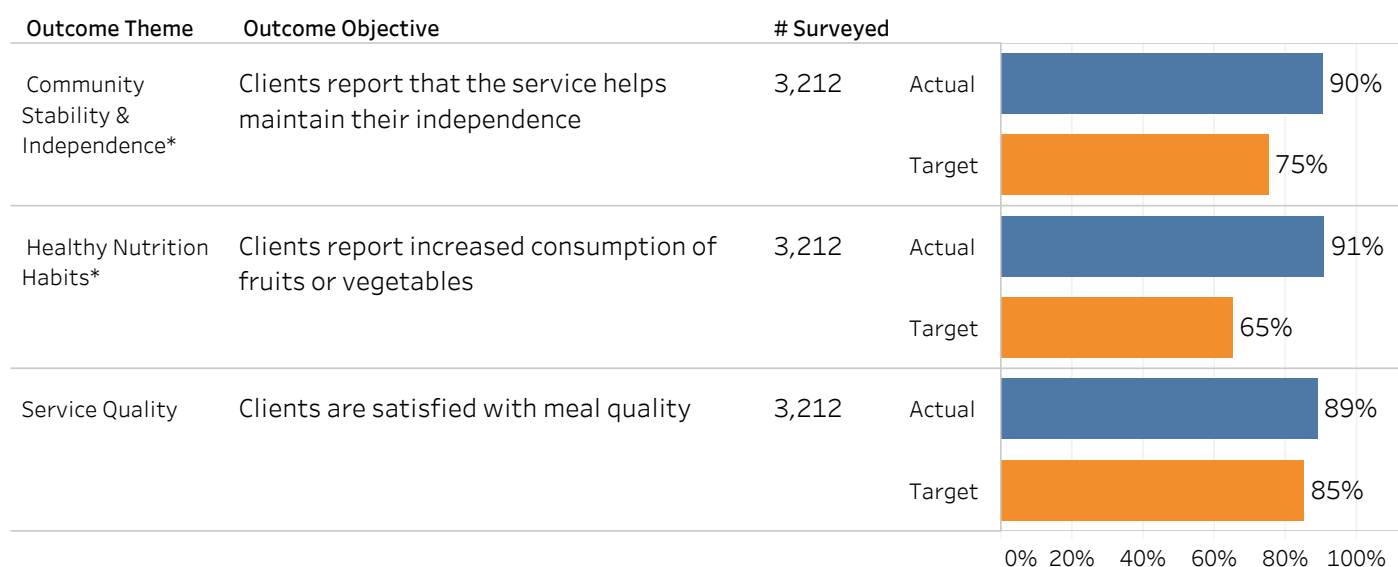 Outcome Theme Outcome Objective # Surveyed
Community Stability & Independence* Clients report that the service helps maintain their independence 3,212 Actual 90%
Target 75%
Healthy Nutrition Habits* Clients report increased consumption of fruits or vegetables 3,212 Actual 91%
Target 65%
Service Quality Clients are satisfied with meal quality 3,212 Actual 89%
Target 85%
0% 20% 40% 60% 80% 100%